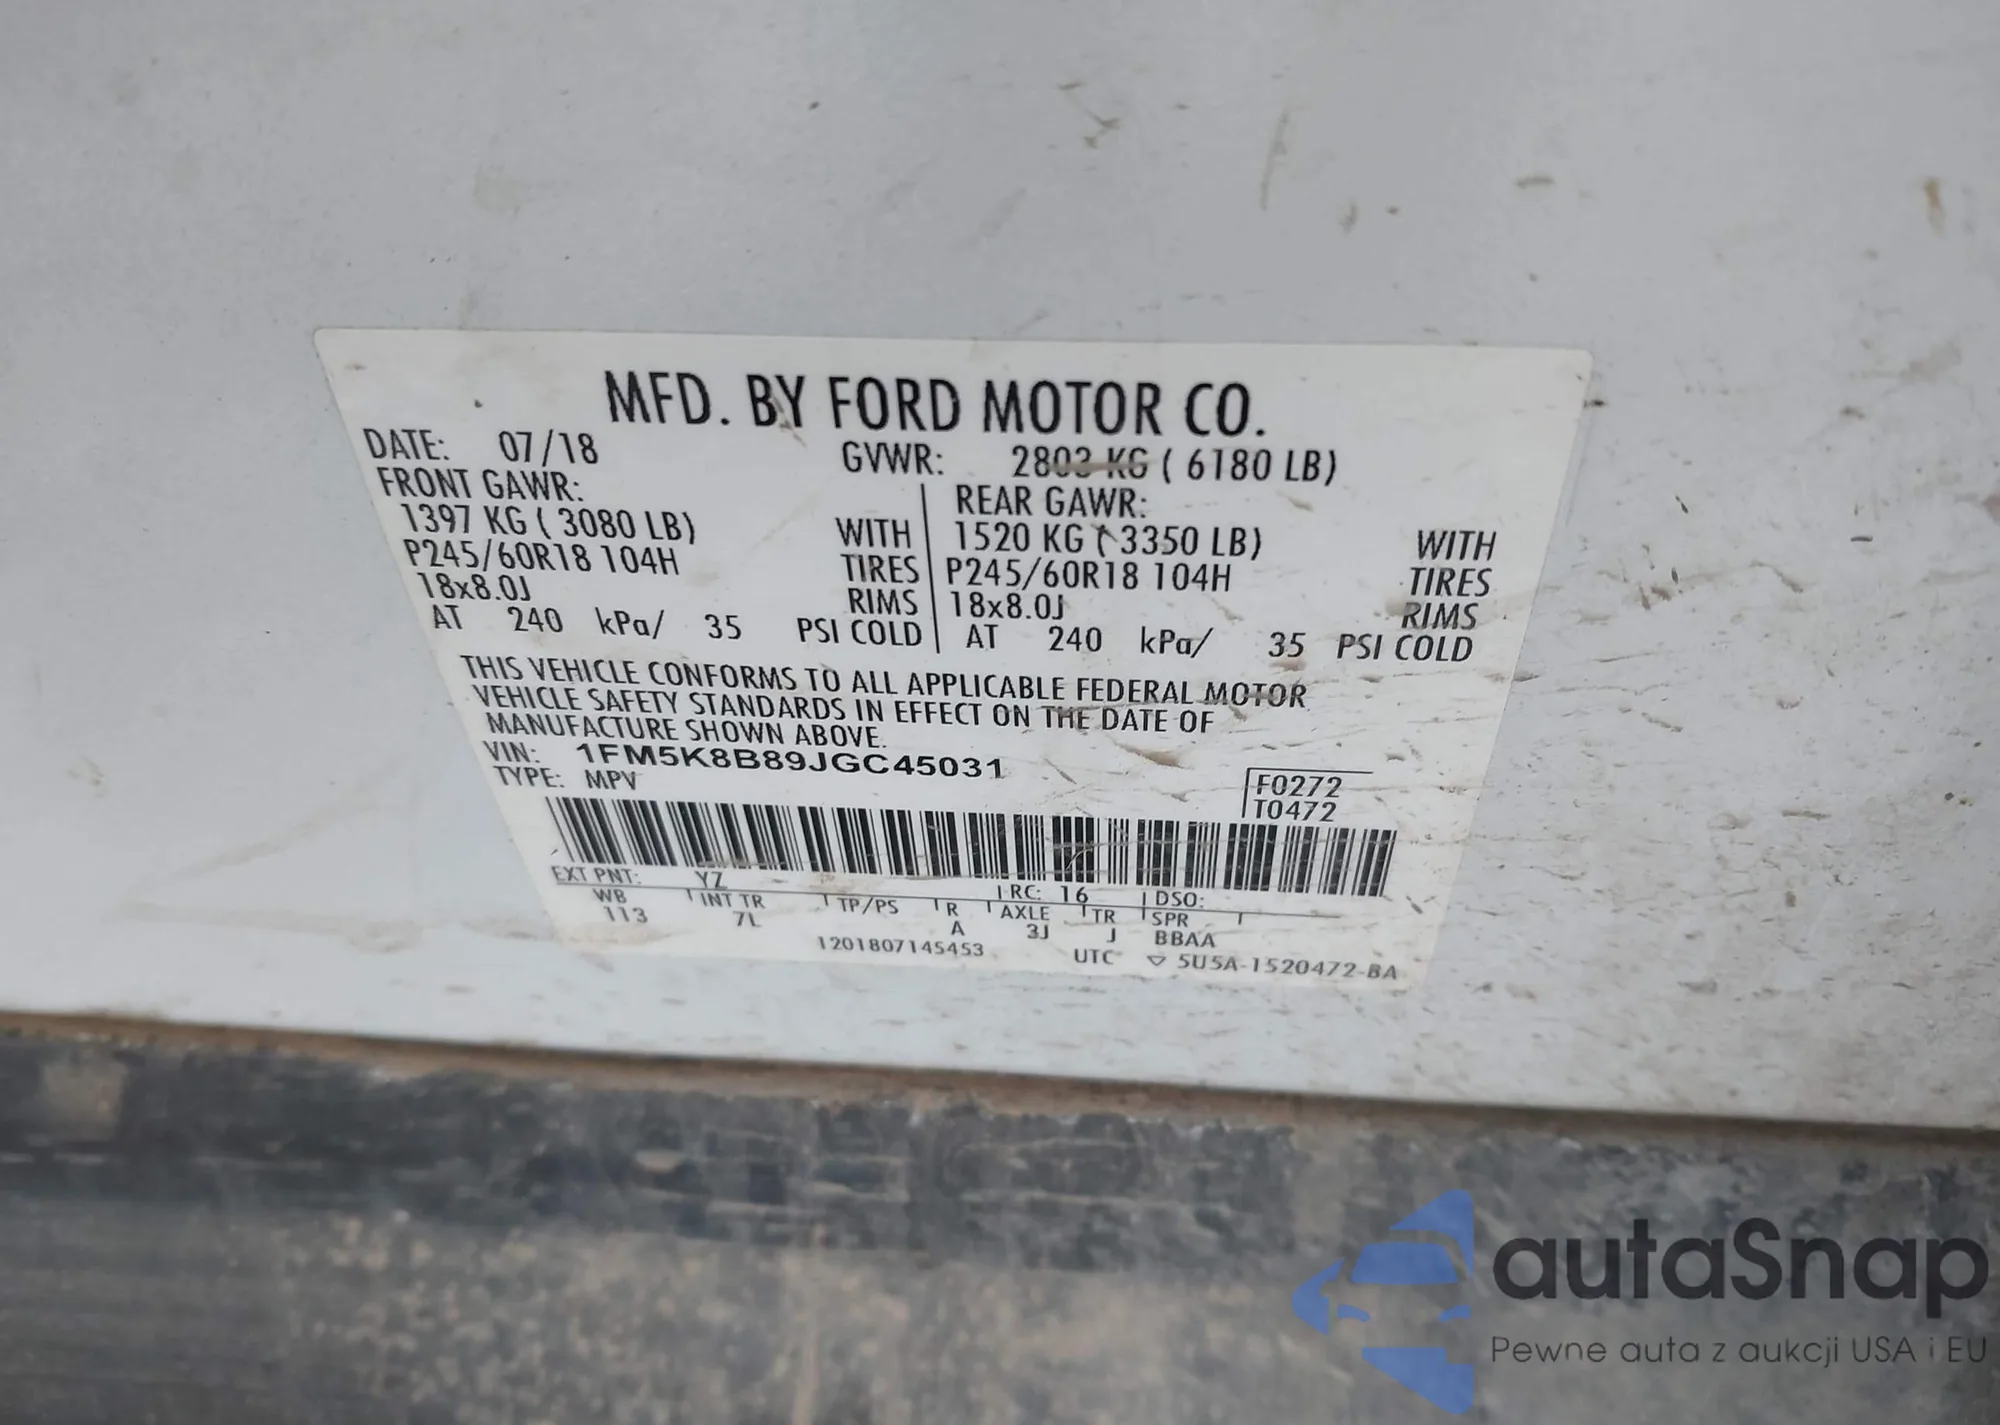 MFD. BY FORD MOTOR CO.
DATE: 07/18 GVWR: 2803 KG ( 6180 LB)
FRONT GAWR: REAR GAWR:
1397 KG ( 3080 LB) WITH 1520 KG ( 3350 LB) WITH
P245/60R18 104H TIRES P245/60R18 104H TIRES
18x8.0J RIMS 18x8.0J RIMS
AT 240 kPa/ 35 PSI COLD AT 240 kPa/ 35 PSI COLD
THIS VEHICLE CONFORMS TO ALL APPLICABLE FEDERAL MOTOR
VEHICLE SAFETY STANDARDS IN EFFECT ON THE DATE OF
MANUFACTURE SHOWN ABOVE.
VIN: 1FM5K8B89JGC45031
TYPE: MPV
F0272
T0472
EXT PNT: YZ RC: 16 DSO:
WB INT TR TP/PS R AXLE TR SPR
113 7L A 3J J BBAA
1201807145453 UTC ▽ 5U5A-1520472-BA
autaSnap
Pewne auta z aukcji USA i EU